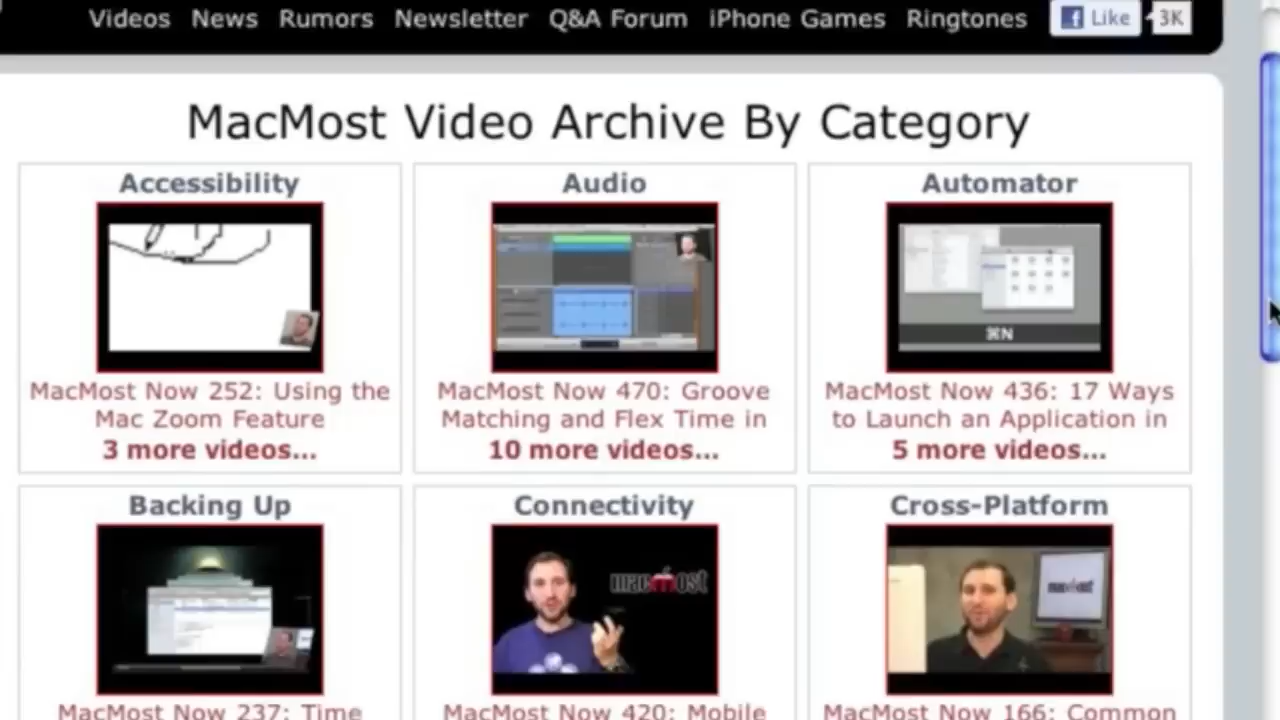 Videos News Rumors Newsletter Q&A Forum iPhone Games Ringtones Like 3K
MacMost Video Archive By Category
Accessibility Audio Automator
⌘N
MacMost Now 252: Using the MacMost Now 470: Groove MacMost Now 436: 17 Ways
Mac Zoom Feature Matching and Flex Time in to Launch an Application in
3 more videos... 10 more videos... 5 more videos...
Backing Up Connectivity Cross-Platform
macmost
macmost
MacMost Now 237: Time MacMost Now 420: Mobile MacMost Now 166: Common